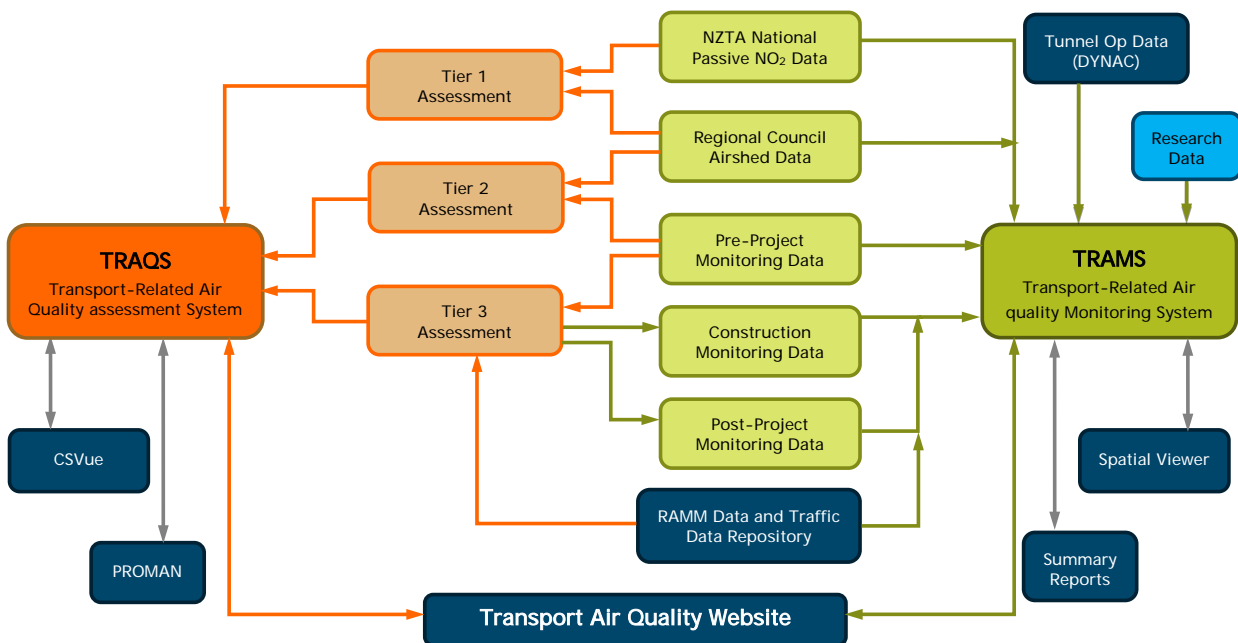 NZTA National
Passive NO₂ Data
Tunnel Op Data
(DYNAC)
Tier 1
Assessment
Regional Council
Airshed Data
Research
Data
Tier 2
Assessment
TRAQS
Transport-Related Air
Quality assessment System
Pre-Project
Monitoring Data
TRAMS
Transport-Related Air
quality Monitoring System
Tier 3
Assessment
Construction
Monitoring Data
Post-Project
Monitoring Data
CSVue
Spatial Viewer
RAMM Data and Traffic
Data Repository
PROMAN
Summary
Reports
Transport Air Quality Website